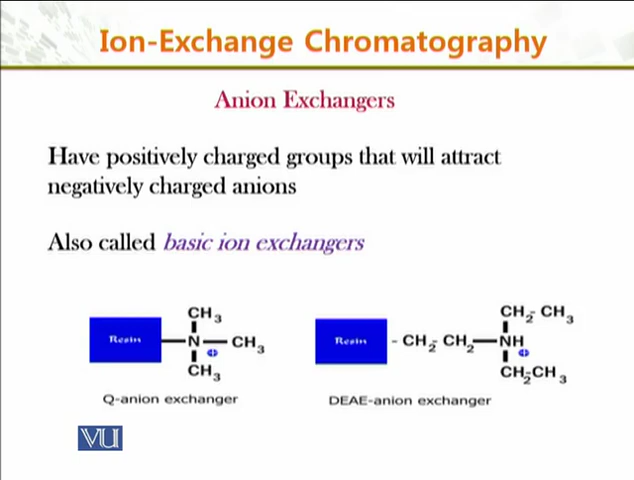 Ion-Exchange Chromatography
Anion Exchangers
Have positively charged groups that will attract
negatively charged anions
Also called basic ion exchangers
CH3
Resin N CH3
CH3
Q-anion exchanger
CH2- CH3
Resin - CH2- CH2 NH
CH2-CH3
DEAE-anion exchanger
VU